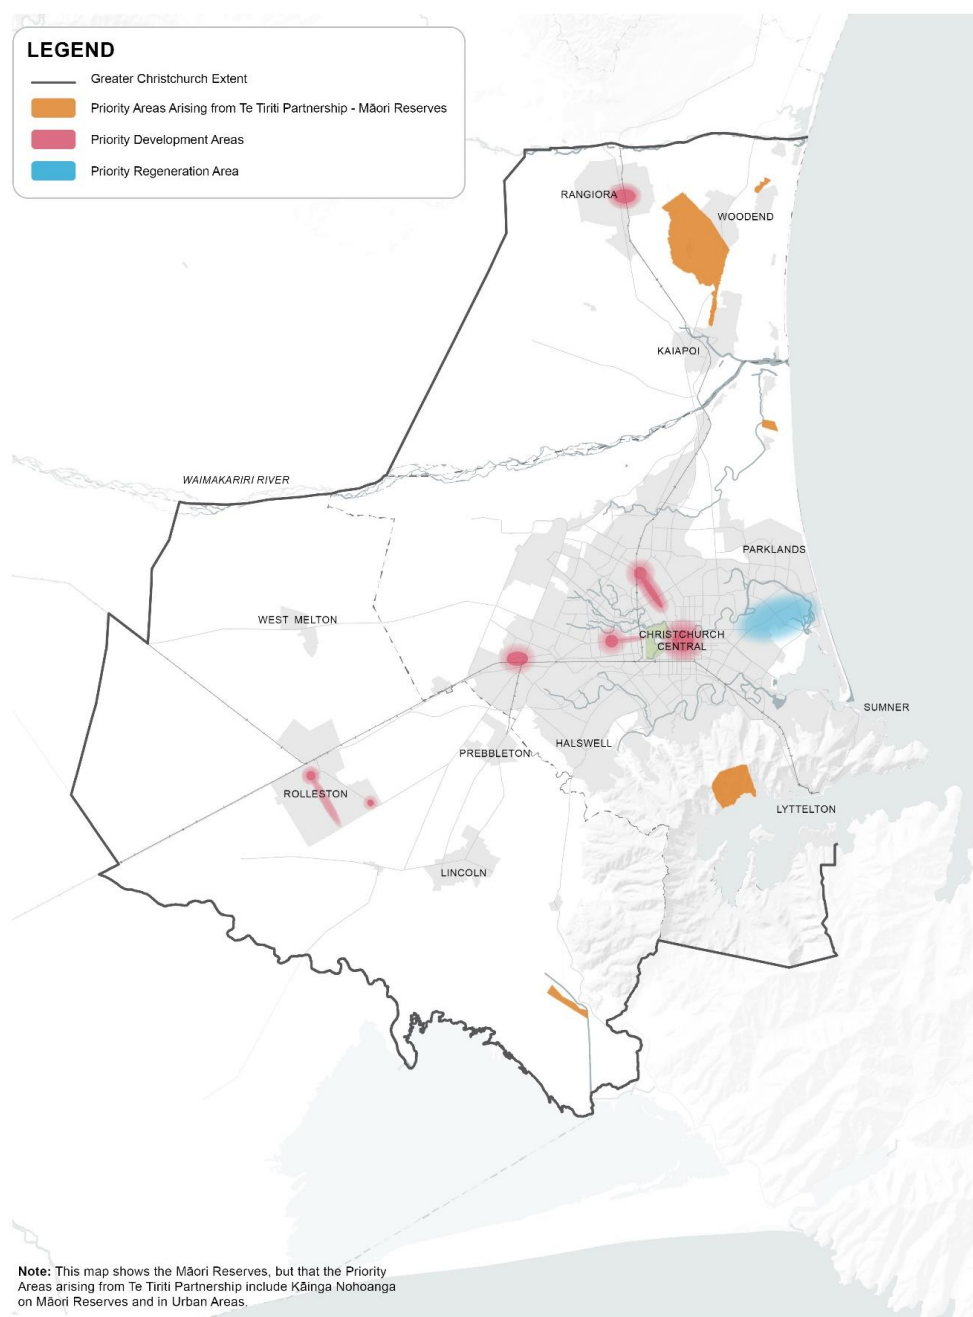 LEGEND
Greater Christchurch Extent
Priority Areas Arising from Te Tiriti Partnership - Māori Reserves
Priority Development Areas
Priority Regeneration Area
RANGIORA
WOODEND
KAIAPOI
WAIMAKARIRI RIVER
PARKLANDS
WEST MELTON
CHRISTCHURCH
CENTRAL
SUMNER
HALSWELL
PREBBLETON
ROLLESTON
LYTTELTON
LINCOLN
Note: This map shows the Māori Reserves, but that the Priority
Areas arising from Te Tiriti Partnership include Kāinga Nohoanga
on Māori Reserves and in Urban Areas.